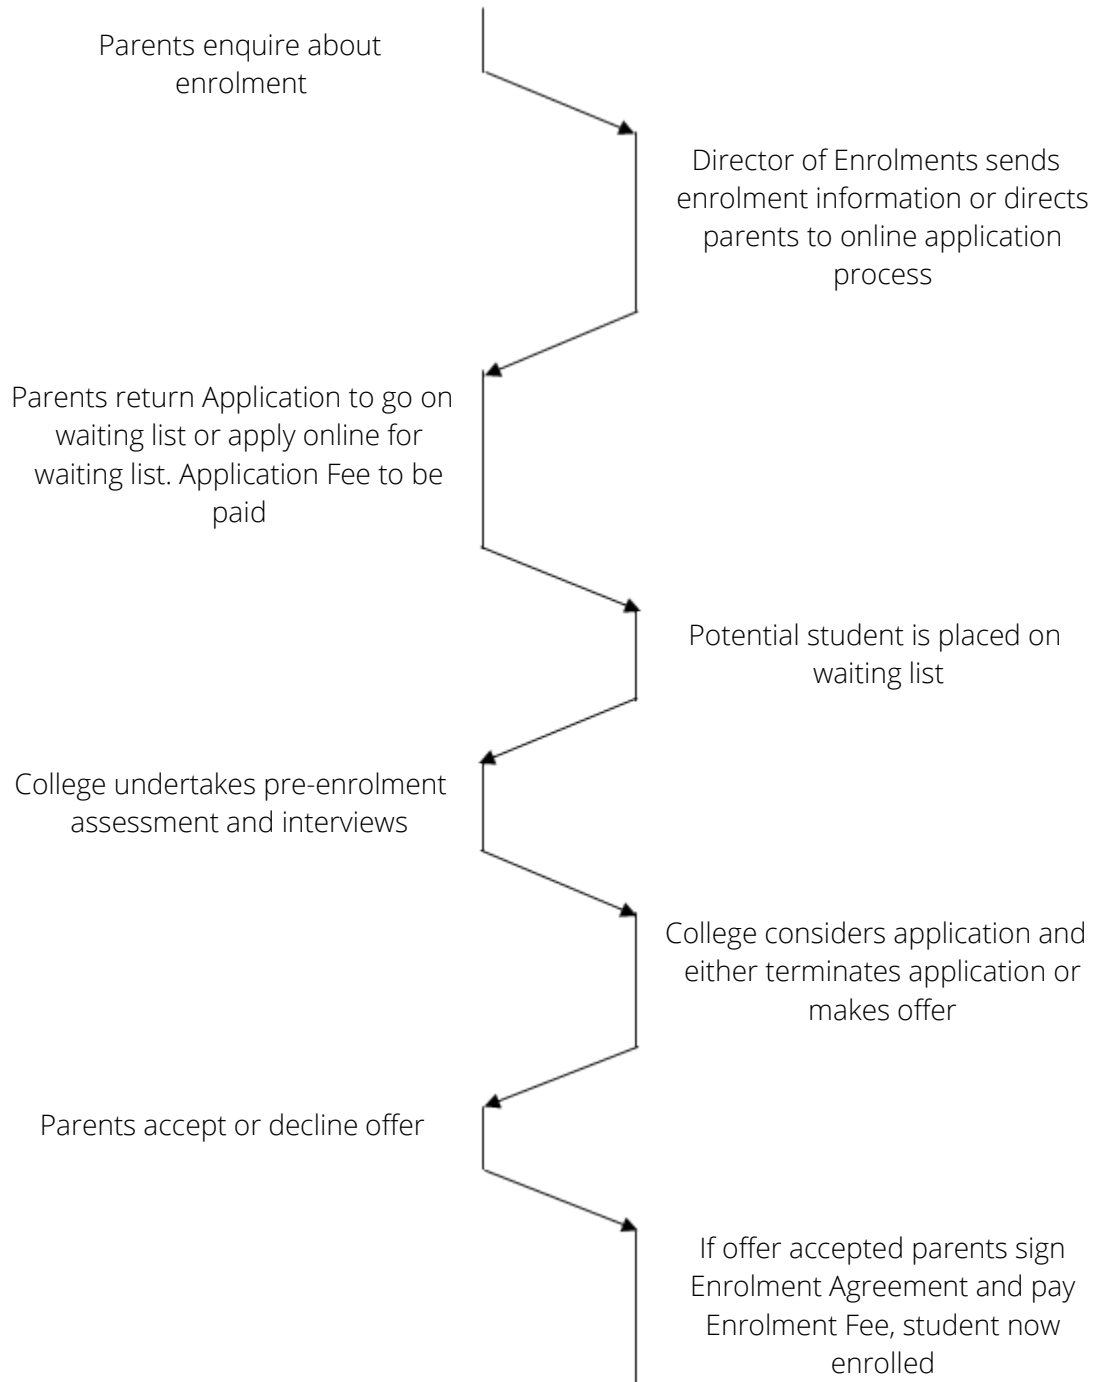 Parents enquire about
enrolment
Director of Enrolments sends
enrolment information or directs
parents to online application
process
Parents return Application to go on
waiting list or apply online for
waiting list. Application Fee to be
paid
Potential student is placed on
waiting list
College undertakes pre-enrolment
assessment and interviews
College considers application and
either terminates application or
makes offer
Parents accept or decline offer
If offer accepted parents sign
Enrolment Agreement and pay
Enrolment Fee, student now
enrolled